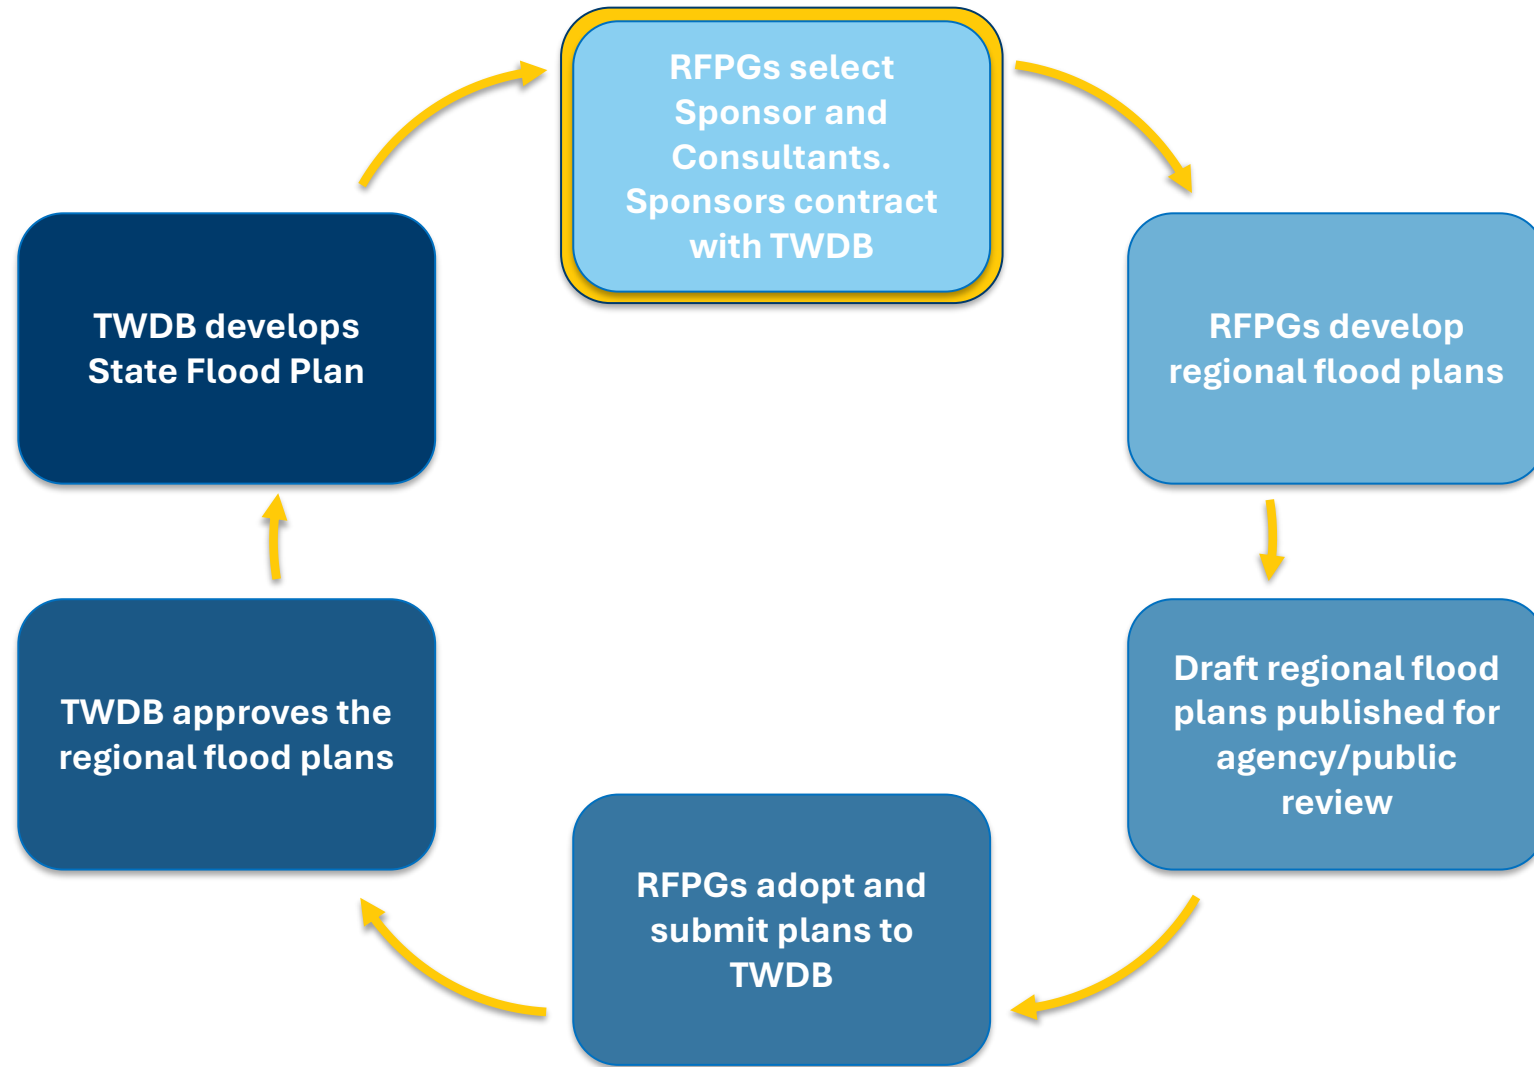 RFPGs select
Sponsor and
Consultants.
Sponsors contract
with TWDB
RFPGs develop
regional flood plans
Draft regional flood
plans published for
agency/public
review
RFPGs adopt and
submit plans to
TWDB
TWDB approves the
regional flood plans
TWDB develops
State Flood Plan